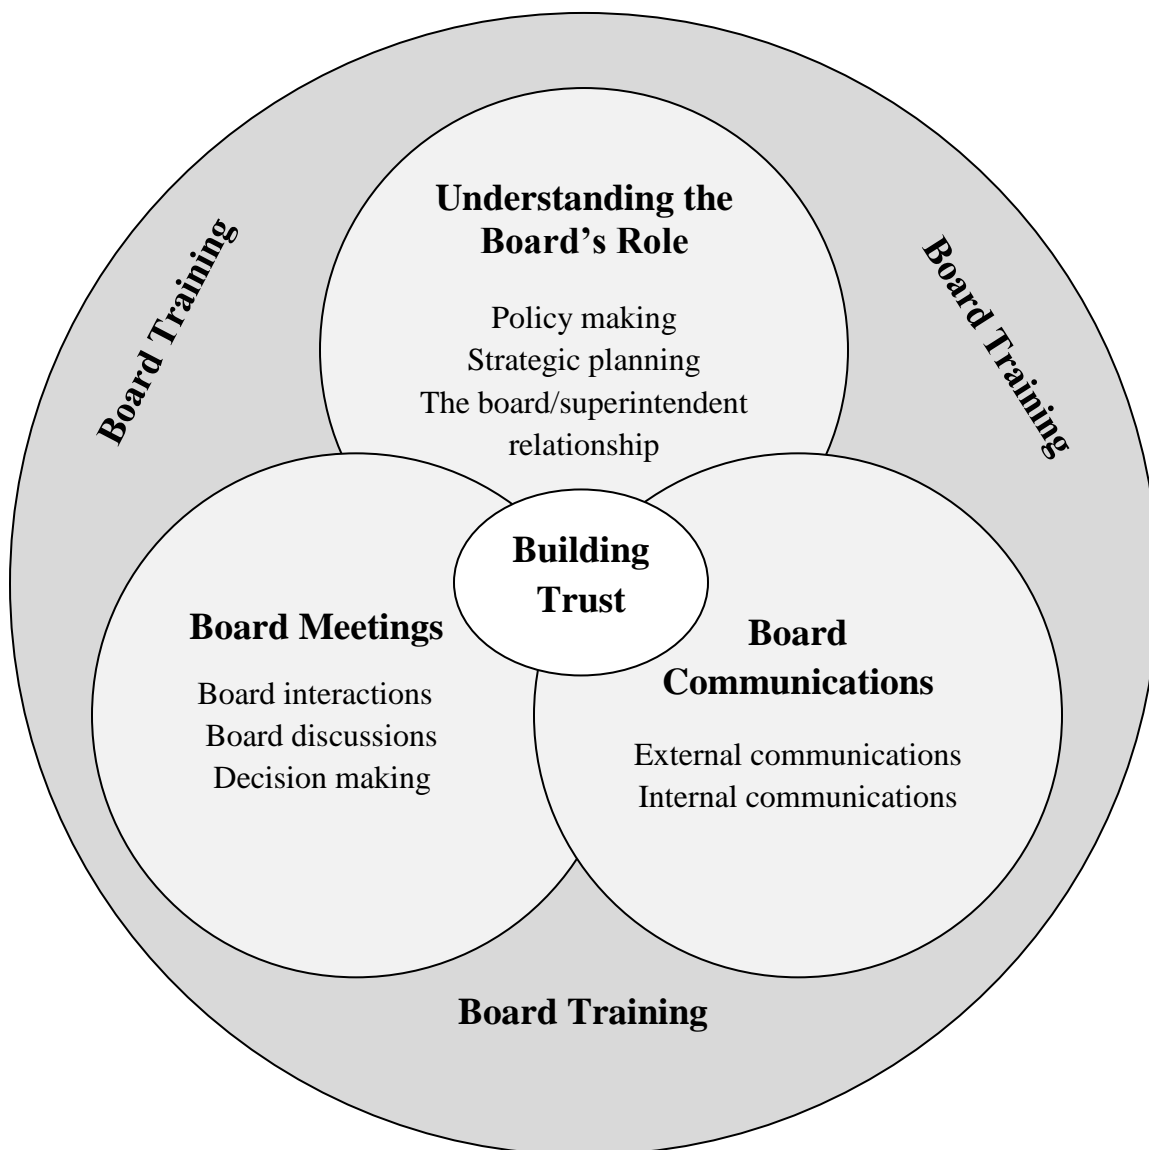 Understanding the
Board’s Role
Policy making
Strategic planning
The board/superintendent
relationship
Board Training
Board Training
Building
Trust
Board Meetings
Board interactions
Board discussions
Decision making
Board
Communications
External communications
Internal communications
Board Training